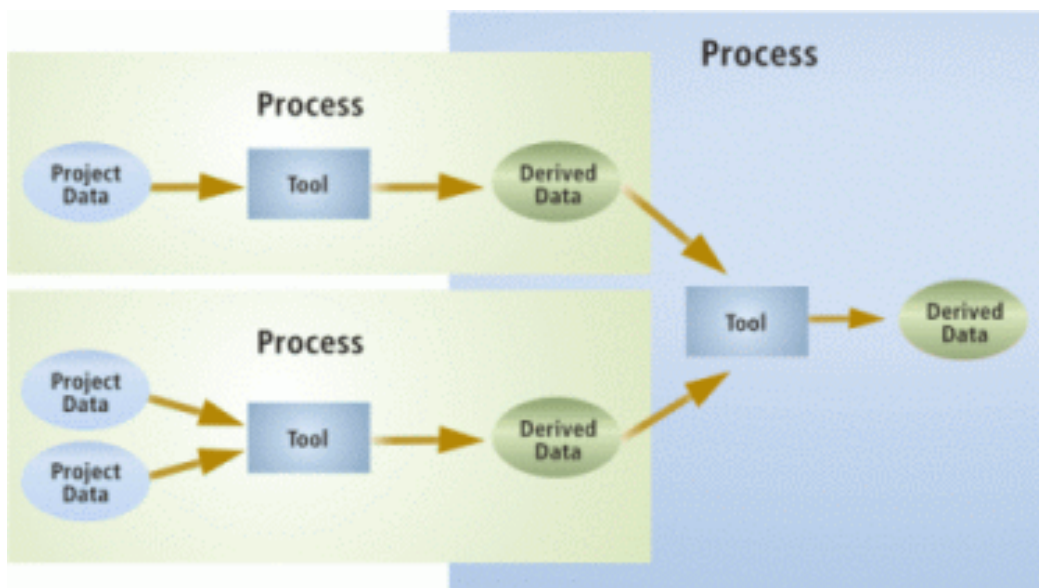 Process
Process
Project
Data
Tool
Derived
Data
Tool
Derived
Data
Process
Project
Data
Project
Data
Tool
Derived
Data